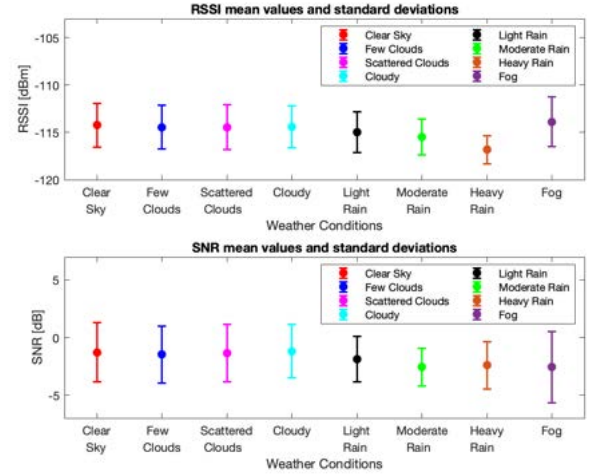 RSSI mean values and standard deviations
-105
-110
-115
-120
RSSI [dBm]
Clear Sky
Few Clouds
Scattered Clouds
Cloudy
Light Rain
Moderate Rain
Heavy Rain
Fog
Clear Few Scattered Cloudy Light Moderate Heavy Fog
Sky Clouds Clouds Rain Rain Rain
Weather Conditions
SNR mean values and standard deviations
5
0
-5
SNR [dB]
Clear Sky
Few Clouds
Scattered Clouds
Cloudy
Light Rain
Moderate Rain
Heavy Rain
Fog
Clear Few Scattered Cloudy Light Moderate Heavy Fog
Sky Clouds Clouds Rain Rain Rain
Weather Conditions